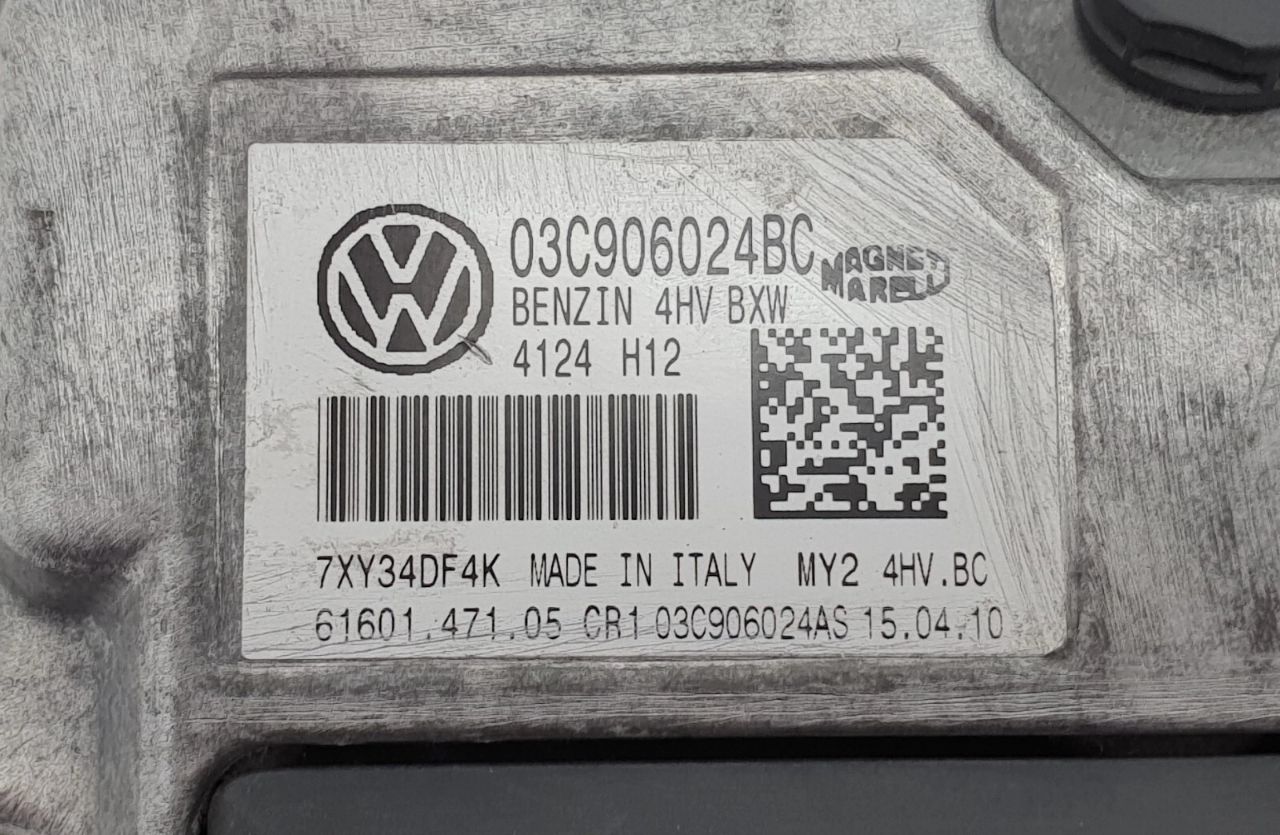 03C906024BC
MAGNETI
MARELLI
BENZIN 4HV BXW
4124 H12
7XY34DF4K MADE IN ITALY MY2 4HV.BC
61601.471.05 CR1 03C906024AS 15.04.10